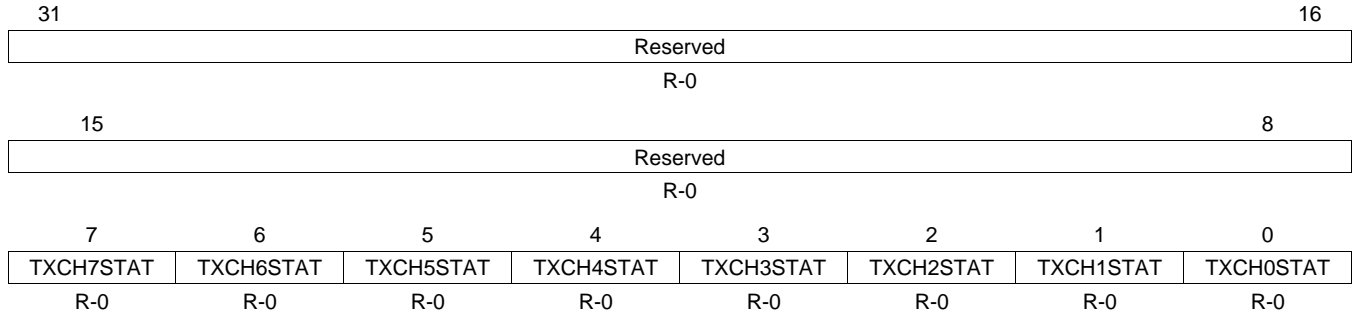 31 16
Reserved
R-0
15 8
Reserved
R-0
7 6 5 4 3 2 1 0
TXCH7STAT TXCH6STAT TXCH5STAT TXCH4STAT TXCH3STAT TXCH2STAT TXCH1STAT TXCH0STAT
R-0 R-0 R-0 R-0 R-0 R-0 R-0 R-0